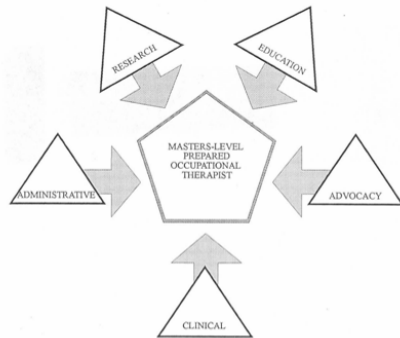 RESEARCH
EDUCATION
MASTERS-LEVEL
PREPARED
OCCUPATIONAL
THERAPIST
ADMINISTRATIVE
ADVOCACY
CLINICAL